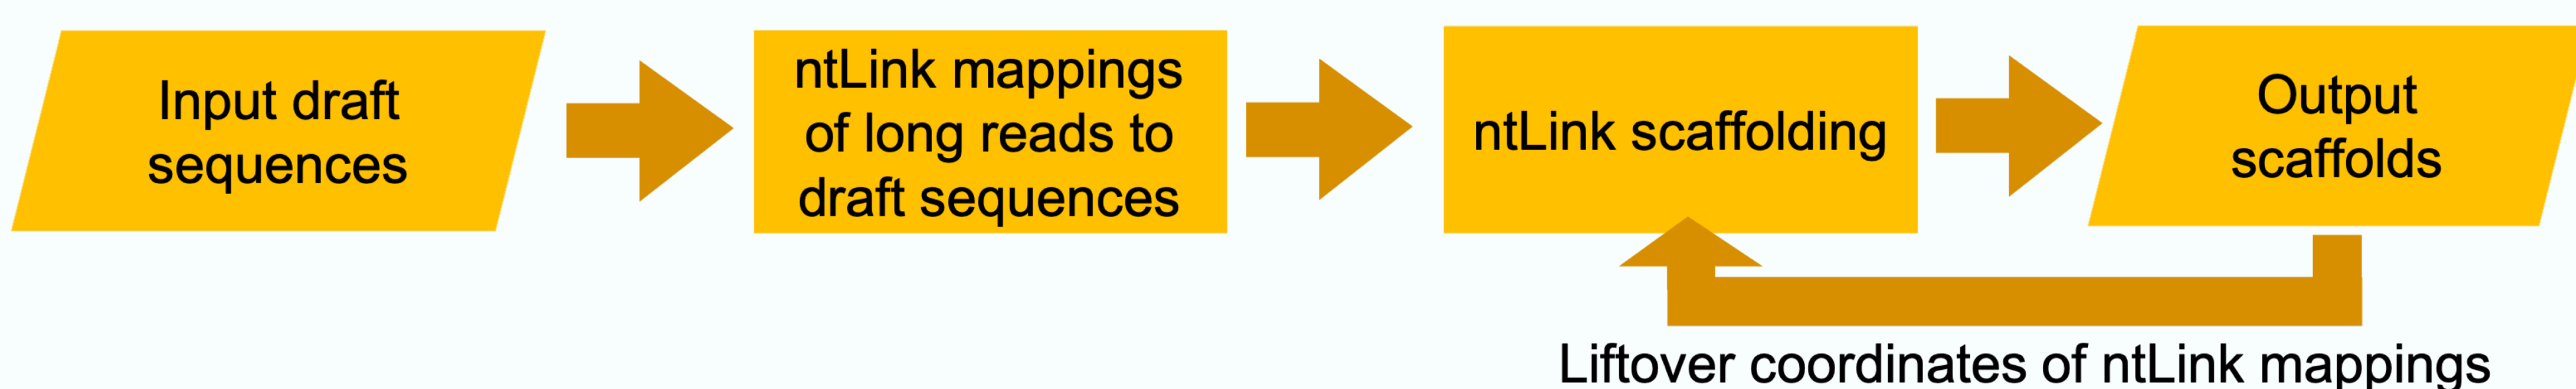 Input draft
sequences
ntLink mappings
of long reads to
draft sequences
ntLink scaffolding
Output
scaffolds
Liftover coordinates of ntLink mappings